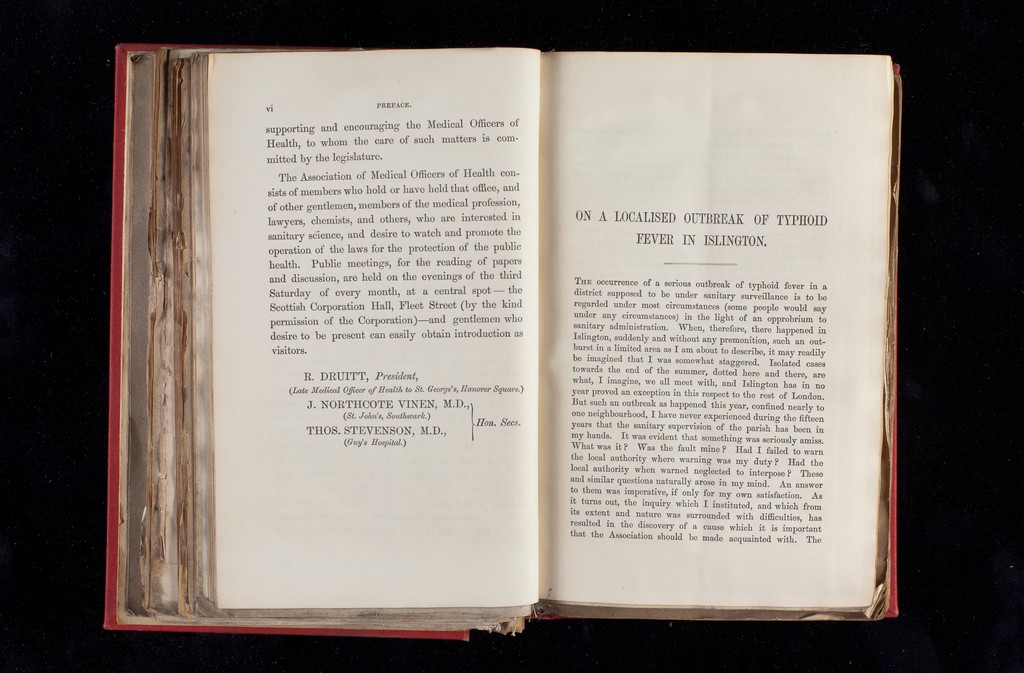 vi
PREFACE.
supporting and encouraging the Medical Officers of
Health, to whom the care of such matters is com-
mitted by the legislature.
The Association of Medical Officers of Health con-
sists of members who hold or have held that office, and
of other gentlemen, members of the medical profession,
lawyers, chemists, and others, who are interested in
sanitary science, and desire to watch and promote the
operation of the laws for the protection of the public
health. Public meetings, for the reading of papers
and discussion, are held on the evenings of the third
Saturday of every month, at a central spot — the
Scottish Corporation Hall, Fleet Street (by the kind
permission of the Corporation)—and gentlemen who
desire to be present can easily obtain introduction as
visitors.
R. DRUITT, President,
(Late Medical Officer of Health to St. George's, Hanover Square.)
J. NORTHCOTE VINEN, M.D.,
(St. John's, Southwark.)
Hon. Secs.
THOS. STEVENSON, M.D.,
(Guy's Hospital.)
ON A LOCALISED OUTBREAK OF TYPHOID
FEVER IN ISLINGTON.
THE occurrence of a serious outbreak of typhoid fever in a
district supposed to be under sanitary surveillance is to be
regarded under most circumstances (some people would say
under any circumstances) in the light of an opprobrium to
sanitary administration. When, therefore, there happened in
Islington, suddenly and without any premonition, such an out-
burst in a limited area as I am about to describe, it may readily
be imagined that I was somewhat staggered. Isolated cases
towards the end of the summer, dotted here and there, are
what, I imagine, we all meet with, and Islington has in no
year proved an exception in this respect to the rest of London.
But such an outbreak as happened this year, confined nearly to
one neighbourhood, I have never experienced during the fifteen
years that the sanitary supervision of the parish has been in
my hands. It was evident that something was seriously amiss.
What was it? Was the fault mine? Had I failed to warn
the local authority where warning was my duty? Had the
local authority when warned neglected to interpose? These
and similar questions naturally arose in my mind. An answer
to them was imperative, if only for my own satisfaction. As
it turns out, the inquiry which I instituted, and which from
its extent and nature was surrounded with difficulties, has
resulted in the discovery of a cause which it is important
that the Association should be made acquainted with. The